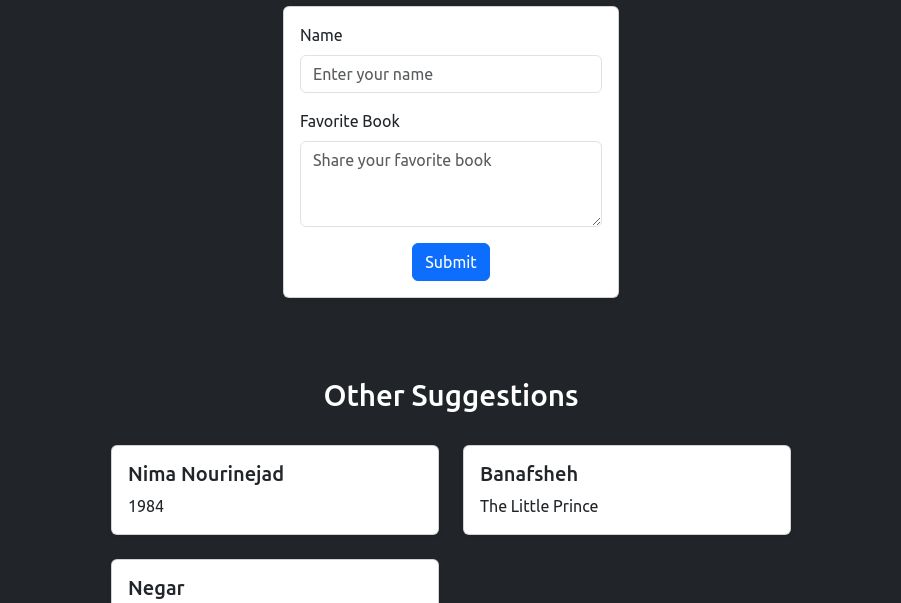 Name
Enter your name
Favorite Book
Share your favorite book
Submit
Other Suggestions
Nima Nourinejad
1984
Banafsheh
The Little Prince
Negar